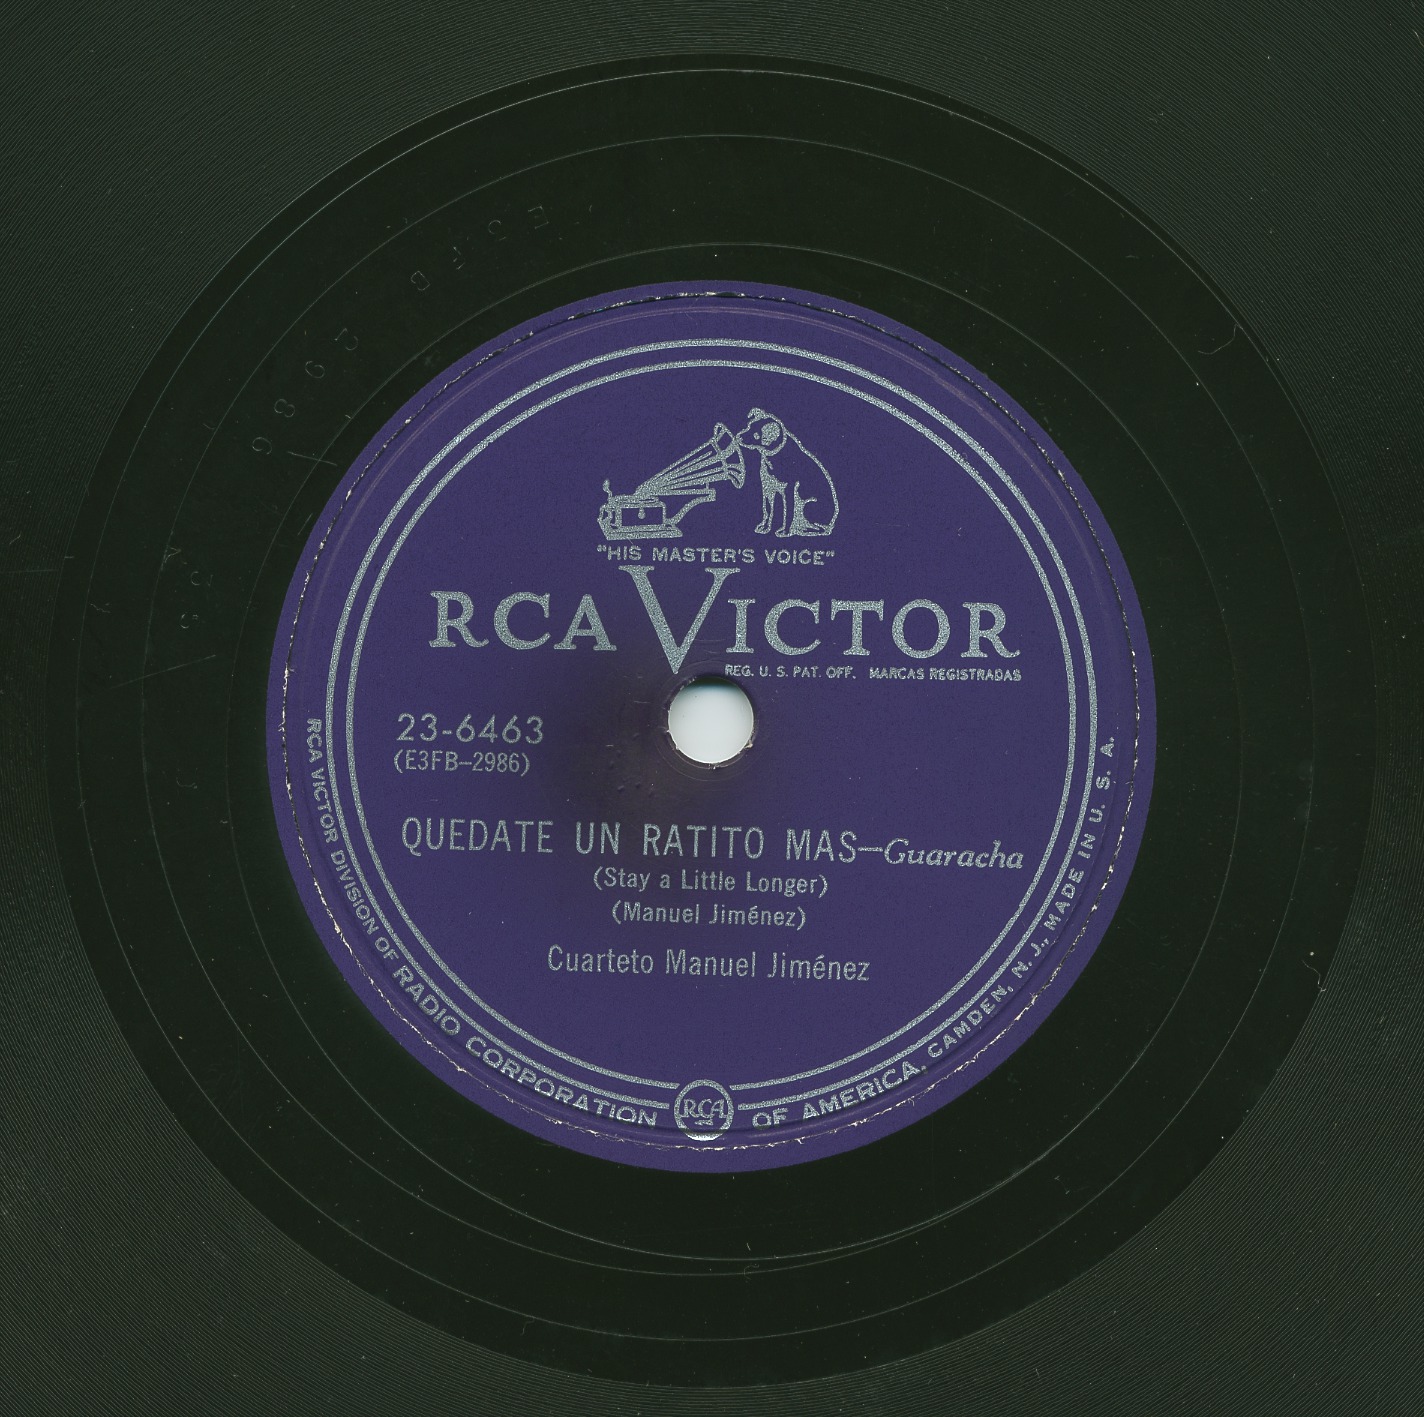 "HIS MASTER'S VOICE"
RCA VICTOR
REG. U. S. PAT. OFF. MARCAS REGISTRADAS
23-6463
(E3FB-2986)
QUEDATE UN RATITO MAS—Guaracha
(Stay a Little Longer)
(Manuel Jiménez)
Cuarteto Manuel Jiménez
RCA VICTOR DIVISION OF RADIO CORPORATION OF AMERICA, CAMDEN, N. J., MADE IN U. S. A.
RCA
E3FB 2986